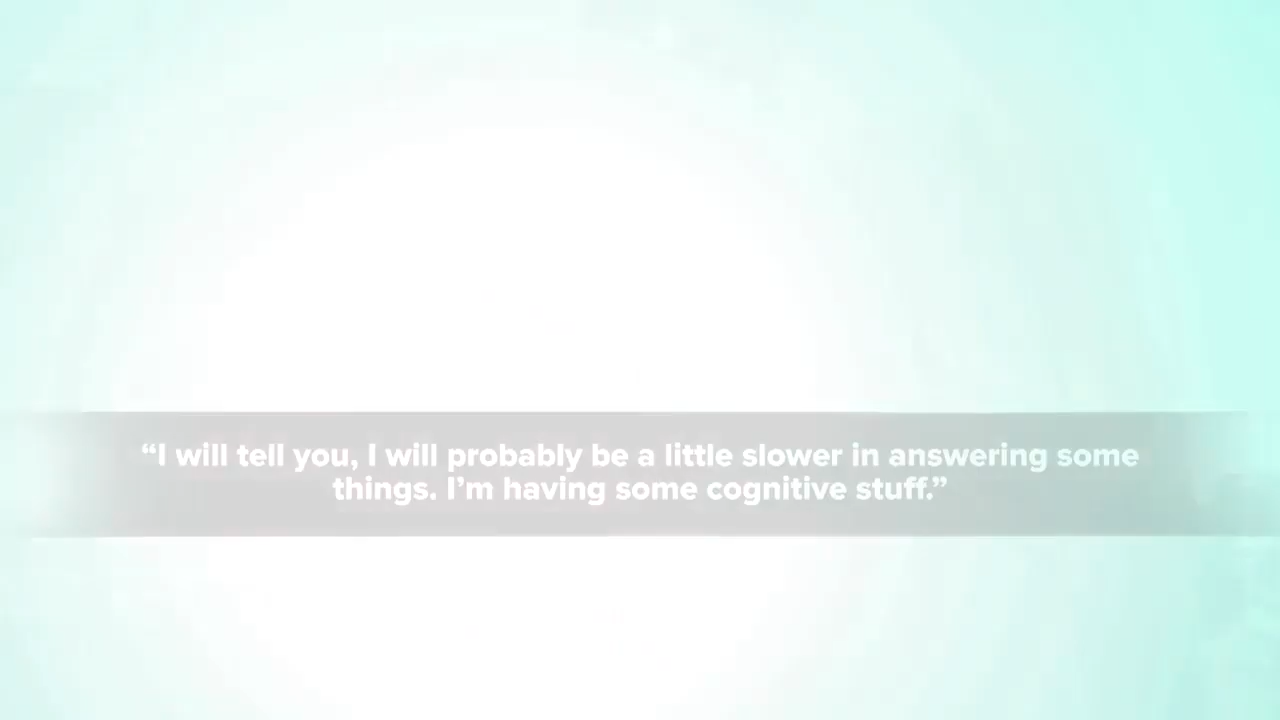 “I will tell you, I will probably be a little slower in answering some
things. I’m having some cognitive stuff.”